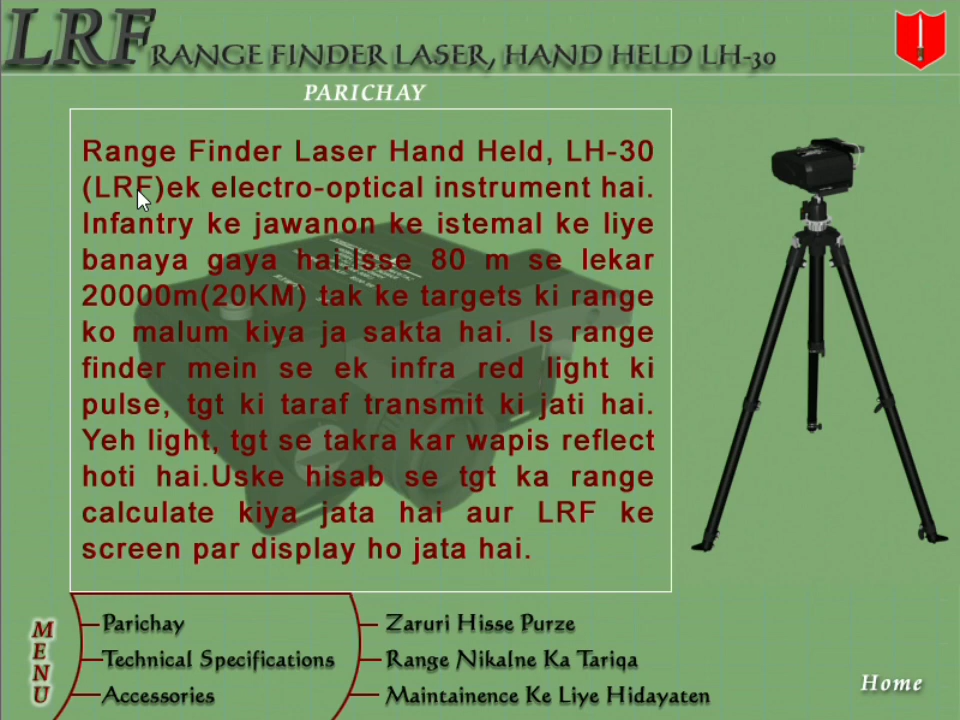 LRF RANGE FINDER LASER, HAND HELD LH-30
PARICHAY
Range Finder Laser Hand Held, LH-30
(LRF)ek electro-optical instrument hai.
Infantry ke jawanon ke istemal ke liye
banaya gaya hai.Isse 80 m se lekar
20000m(20KM) tak ke targets ki range
ko malum kiya ja sakta hai. Is range
finder mein se ek infra red light ki
pulse, tgt ki taraf transmit ki jati hai.
Yeh light, tgt se takra kar wapis reflect
hoti hai.Uske hisab se tgt ka range
calculate kiya jata hai aur LRF ke
screen par display ho jata hai.
MENU
Parichay
Technical Specifications
Accessories
Zaruri Hisse Purze
Range Nikalne Ka Tariqa
Maintainence Ke Liye Hidayaten
Home